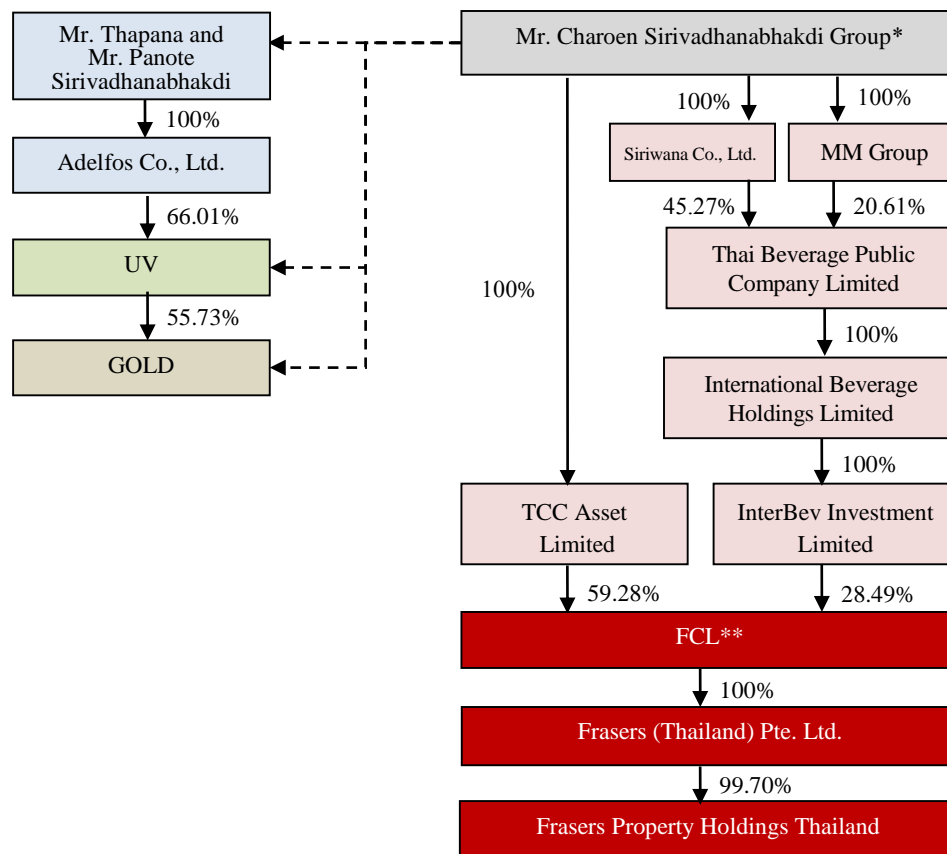 Mr. Thapana and
Mr. Panote
Sirivadhanabhakdi
Mr. Charoen Sirivadhanabhakdi Group*
100%
100%
100%
Adelfos Co., Ltd.
Siriwana Co., Ltd.
MM Group
66.01%
45.27%
20.61%
UV
Thai Beverage Public
Company Limited
100%
55.73%
100%
GOLD
International Beverage
Holdings Limited
100%
TCC Asset
Limited
InterBev Investment
Limited
59.28%
28.49%
FCL**
100%
Frasers (Thailand) Pte. Ltd.
99.70%
Frasers Property Holdings Thailand